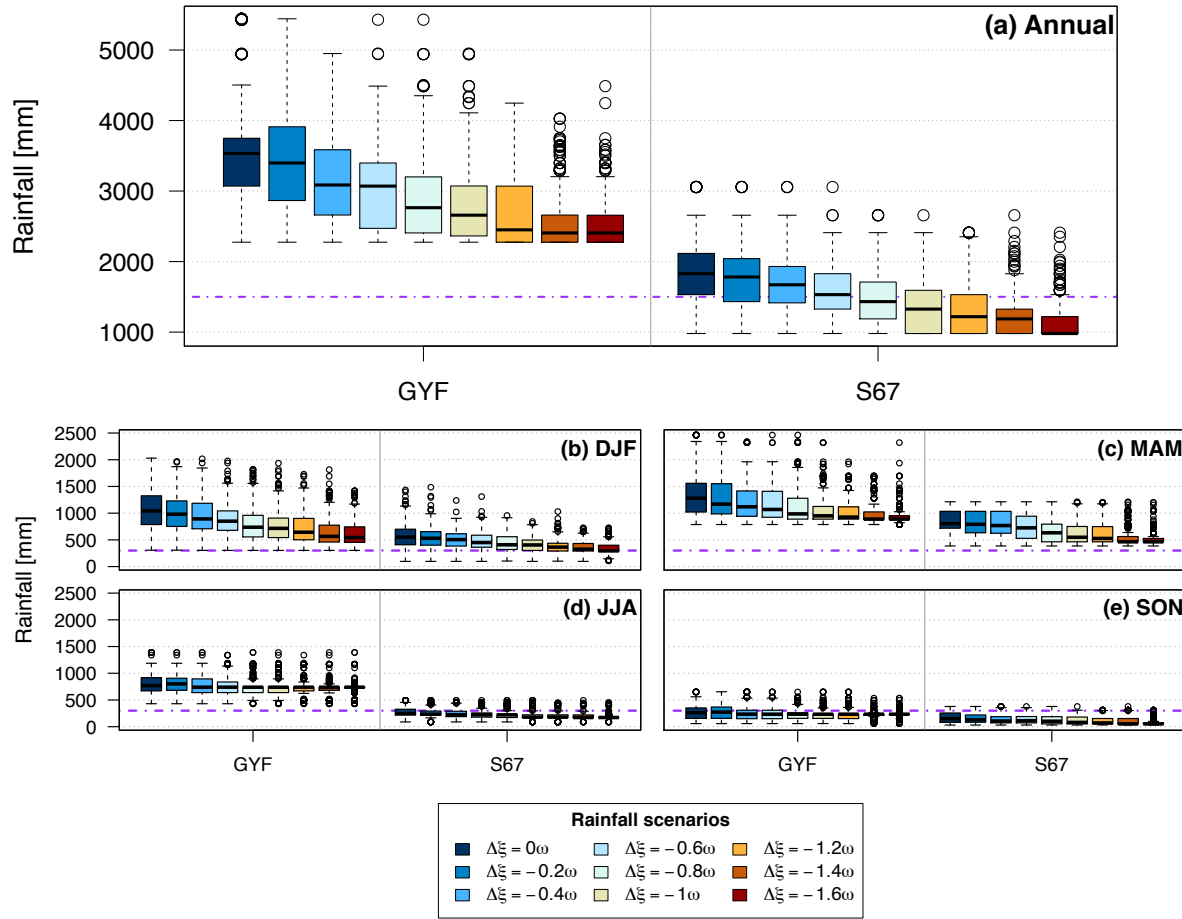 (a) Annual
Rainfall [mm]
5000
4000
3000
2000
1000
GYF
S67
(b) DJF
(c) MAM
2500
2000
1500
1000
500
0
(d) JJA
(e) SON
2500
2000
1500
1000
500
0
Rainfall [mm]
GYF
S67
GYF
S67
Rainfall scenarios
Δξ = 0ω
Δξ = −0.6ω
Δξ = −1.2ω
Δξ = −0.2ω
Δξ = −0.8ω
Δξ = −1.4ω
Δξ = −0.4ω
Δξ = −1ω
Δξ = −1.6ω